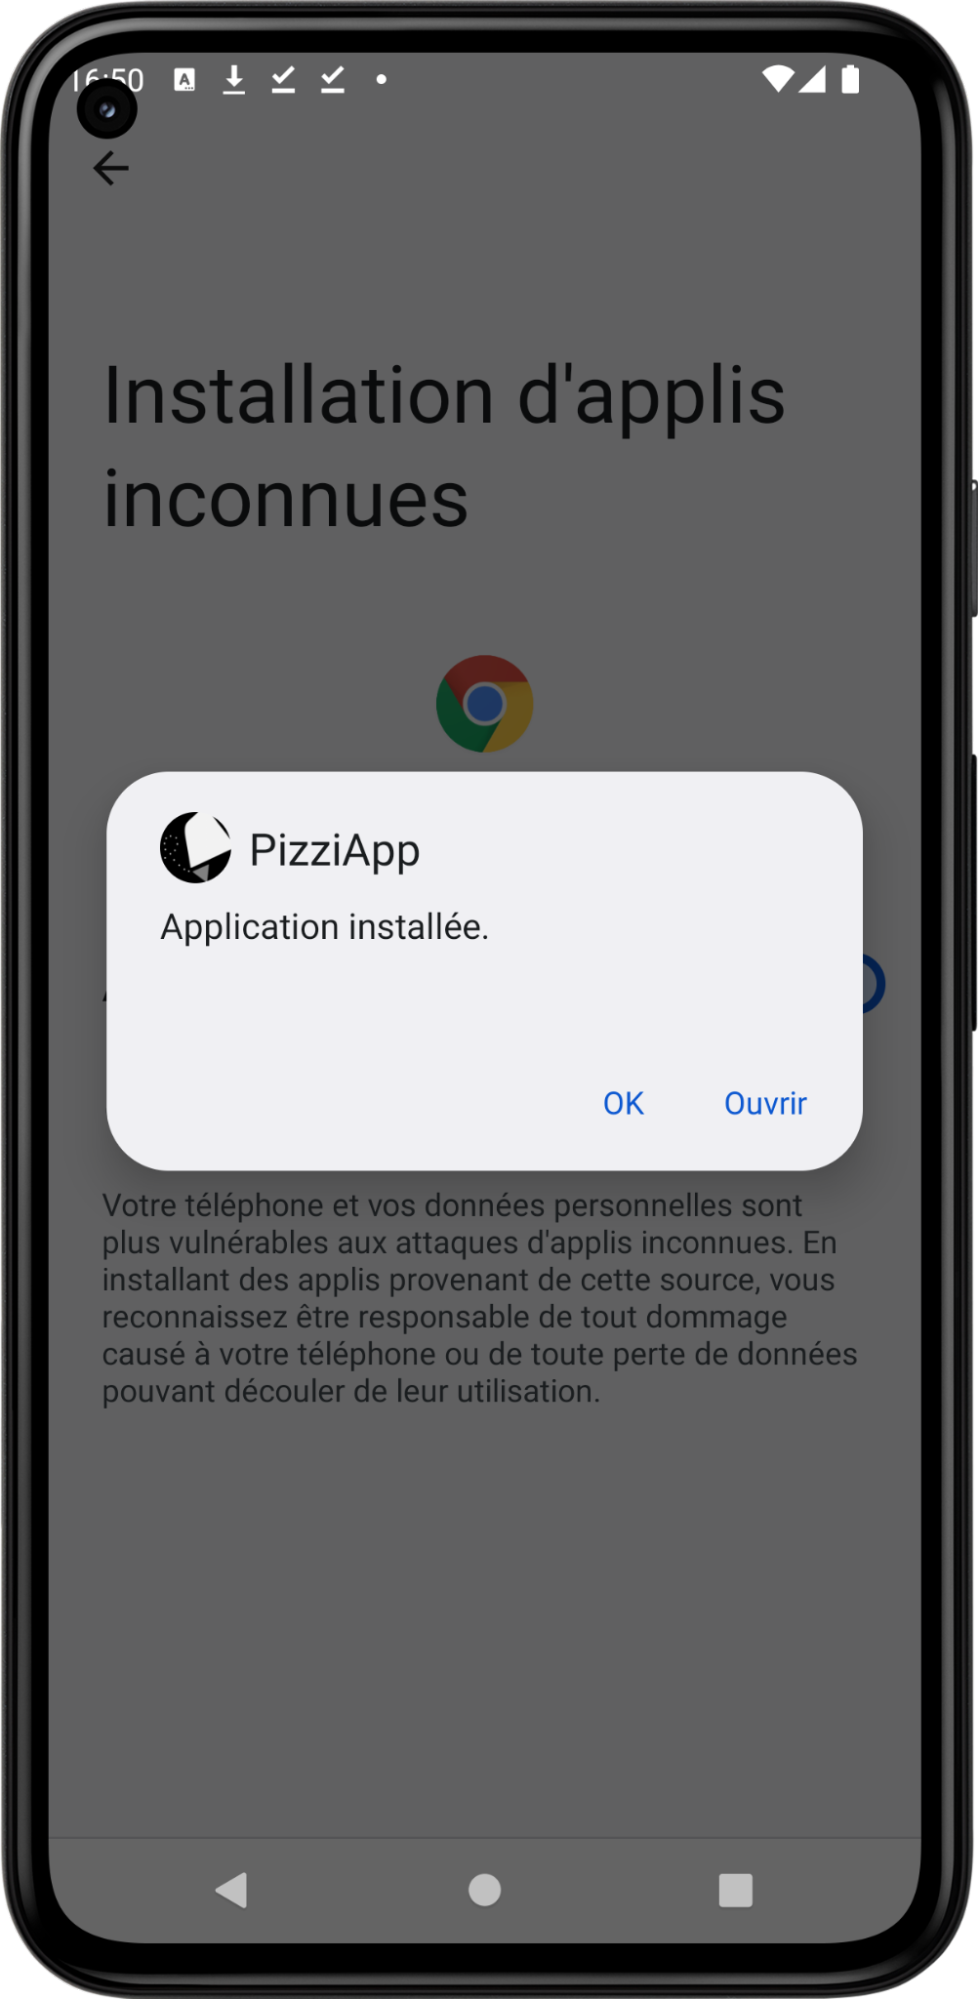 16:50
Installation d'applis
inconnues
PizziApp
Application installée.
OK Ouvrir
Votre téléphone et vos données personnelles sont
plus vulnérables aux attaques d'applis inconnues. En
installant des applis provenant de cette source, vous
reconnaissez être responsable de tout dommage
causé à votre téléphone ou de toute perte de données
pouvant découler de leur utilisation.